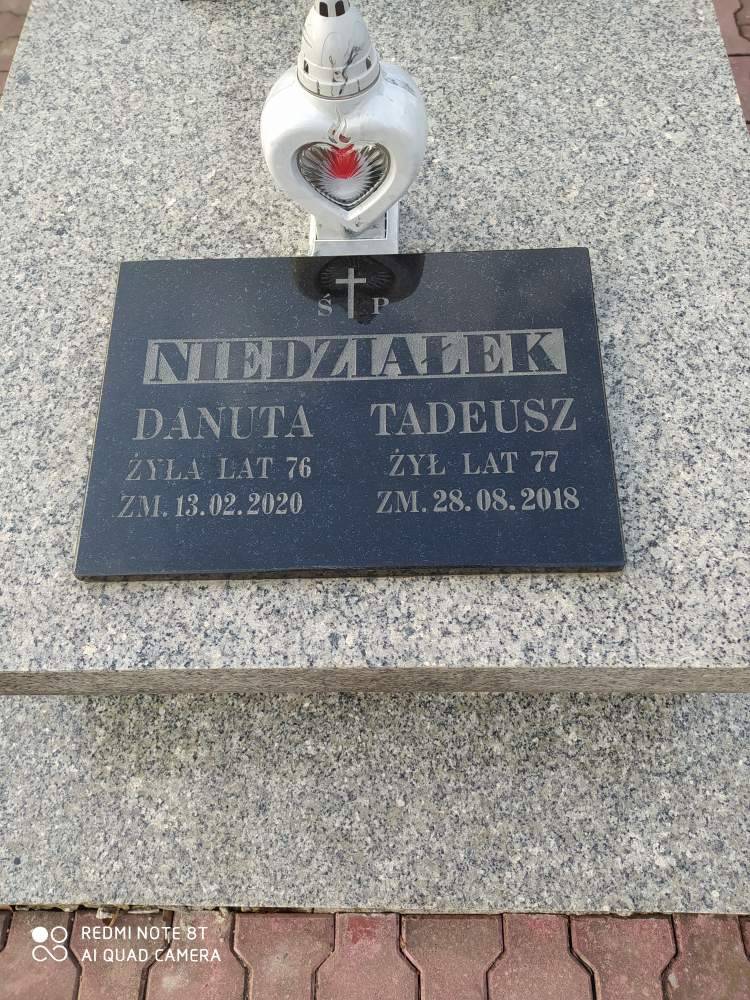 Ś P
NIEDZIAŁEK
DANUTA TADEUSZ
ŻYŁA LAT 76 ŻYŁ LAT 77
ZM. 13.02.2020 ZM. 28.08.2018
REDMI NOTE 8T
AI QUAD CAMERA